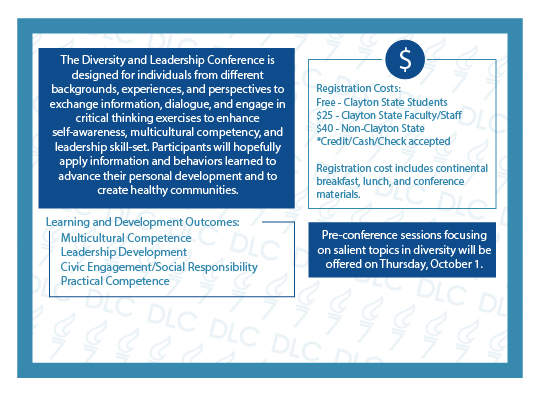 The Diversity and Leadership Conference is
designed for individuals from different
backgrounds, experiences, and perspectives to
exchange information, dialogue, and engage in
critical thinking exercises to enhance
self-awareness, multicultural competency, and
leadership skill-set. Participants will hopefully
apply information and behaviors learned to
advance their personal development and to
create healthy communities.
Learning and Development Outcomes:
Multicultural Competence
Leadership Development
Civic Engagement/Social Responsibility
Practical Competence
$
Registration Costs:
Free - Clayton State Students
$25 - Clayton State Faculty/Staff
$40 - Non-Clayton State
*Credit/Cash/Check accepted
Registration cost includes continental
breakfast, lunch, and conference
materials.
Pre-conference sessions focusing
on salient topics in diversity will be
offered on Thursday, October 1.
DLC DLC DLC DLC